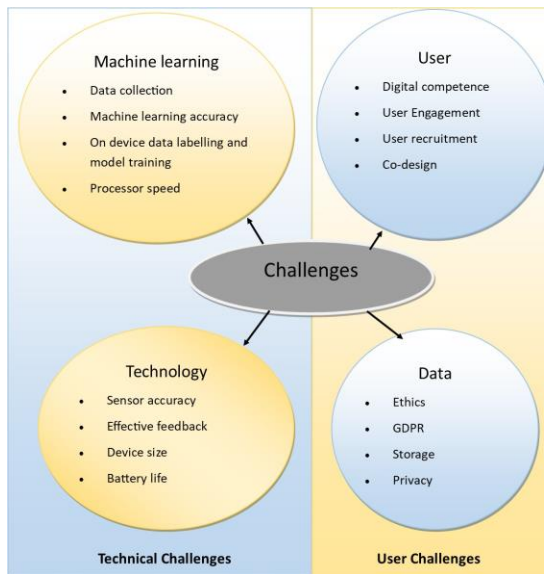 Machine learning
• Data collection
• Machine learning accuracy
• On device data labelling and
model training
• Processor speed
User
• Digital competence
• User Engagement
• User recruitment
• Co-design
Challenges
Technology
• Sensor accuracy
• Effective feedback
• Device size
• Battery life
Data
• Ethics
• GDPR
• Storage
• Privacy
Technical Challenges
User Challenges